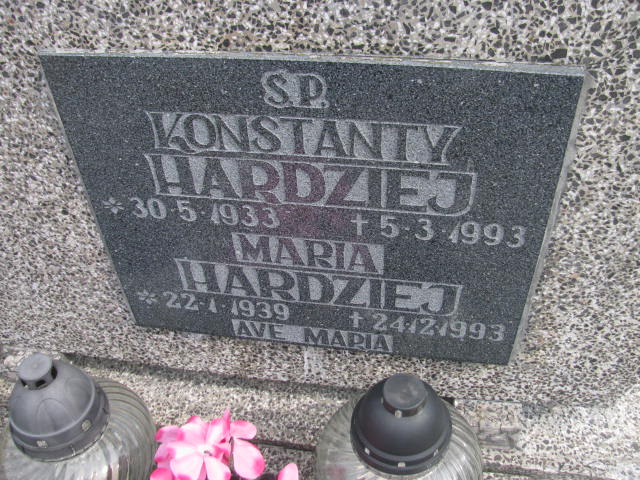 S.P.
KONSTANTY
HARDZIEJ
* 30·5·1933 † 5·3·1993
MARIA
HARDZIEJ
* 22·1·1939 † 24·12·1993
AVE MARIA